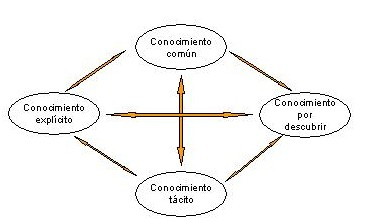 Conocimiento
común
Conocimiento
explícito
Conocimiento
por
descubrir
Conocimiento
tácito